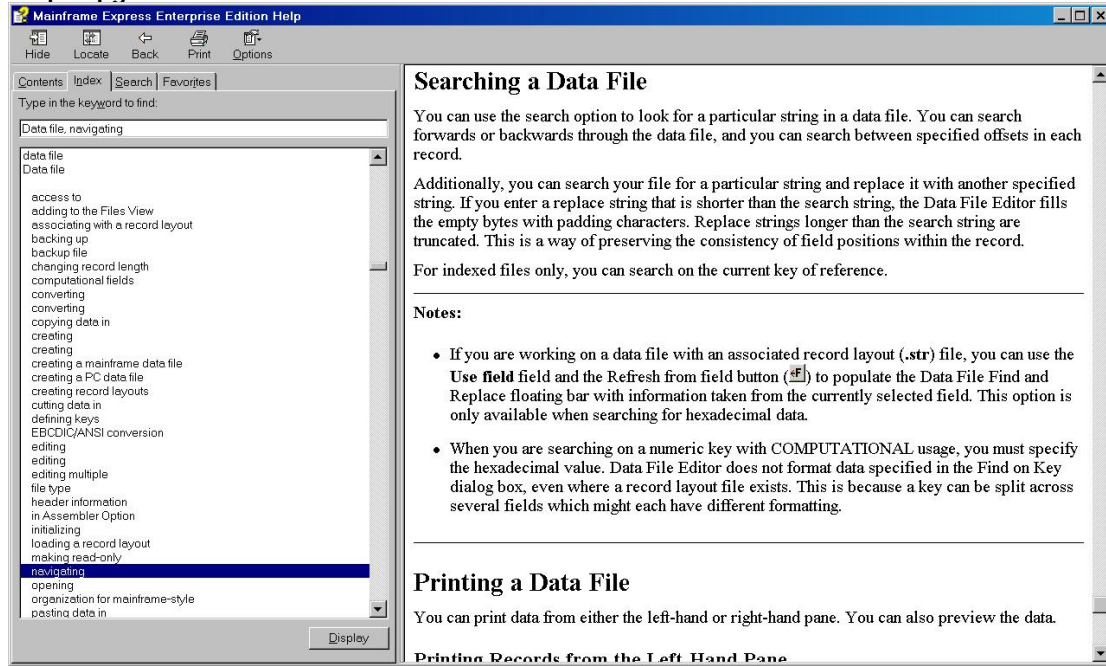 Mainframe Express Enterprise Edition Help
Hide Locate Back Print Options
Contents Index Search Favorites
Type in the keyword to find:
Data file, navigating
data file
Data file
access to
adding to the Files View
associating with a record layout
backing up
backup file
changing record length
computational fields
converting
converting
copying data in
creating
creating
creating a mainframe data file
creating a PC data file
creating record layouts
cutting data in
defining keys
EBCDIC/ANSI conversion
editing
editing
editing multiple
file type
header information
in Assembler Option
initializing
loading a record layout
making read-only
navigating
opening
organization for mainframe-style
pasting data in
Display
Searching a Data File
You can use the search option to look for a particular string in a data file. You can search
forwards or backwards through the data file, and you can search between specified offsets in each
record.
Additionally, you can search your file for a particular string and replace it with another specified
string. If you enter a replace string that is shorter than the search string, the Data File Editor fills
the empty bytes with padding characters. Replace strings longer than the search string are
truncated. This is a way of preserving the consistency of field positions within the record.
For indexed files only, you can search on the current key of reference.
Notes:
• If you are working on a data file with an associated record layout (.str) file, you can use the
Use field field and the Refresh from field button (F) to populate the Data File Find and
Replace floating bar with information taken from the currently selected field. This option is
only available when searching for hexadecimal data.
• When you are searching on a numeric key with COMPUTATIONAL usage, you must specify
the hexadecimal value. Data File Editor does not format data specified in the Find on Key
dialog box, even where a record layout file exists. This is because a key can be split across
several fields which might each have different formatting.
Printing a Data File
You can print data from either the left-hand or right-hand pane. You can also preview the data.
Printing Records from the Left Hand Pane